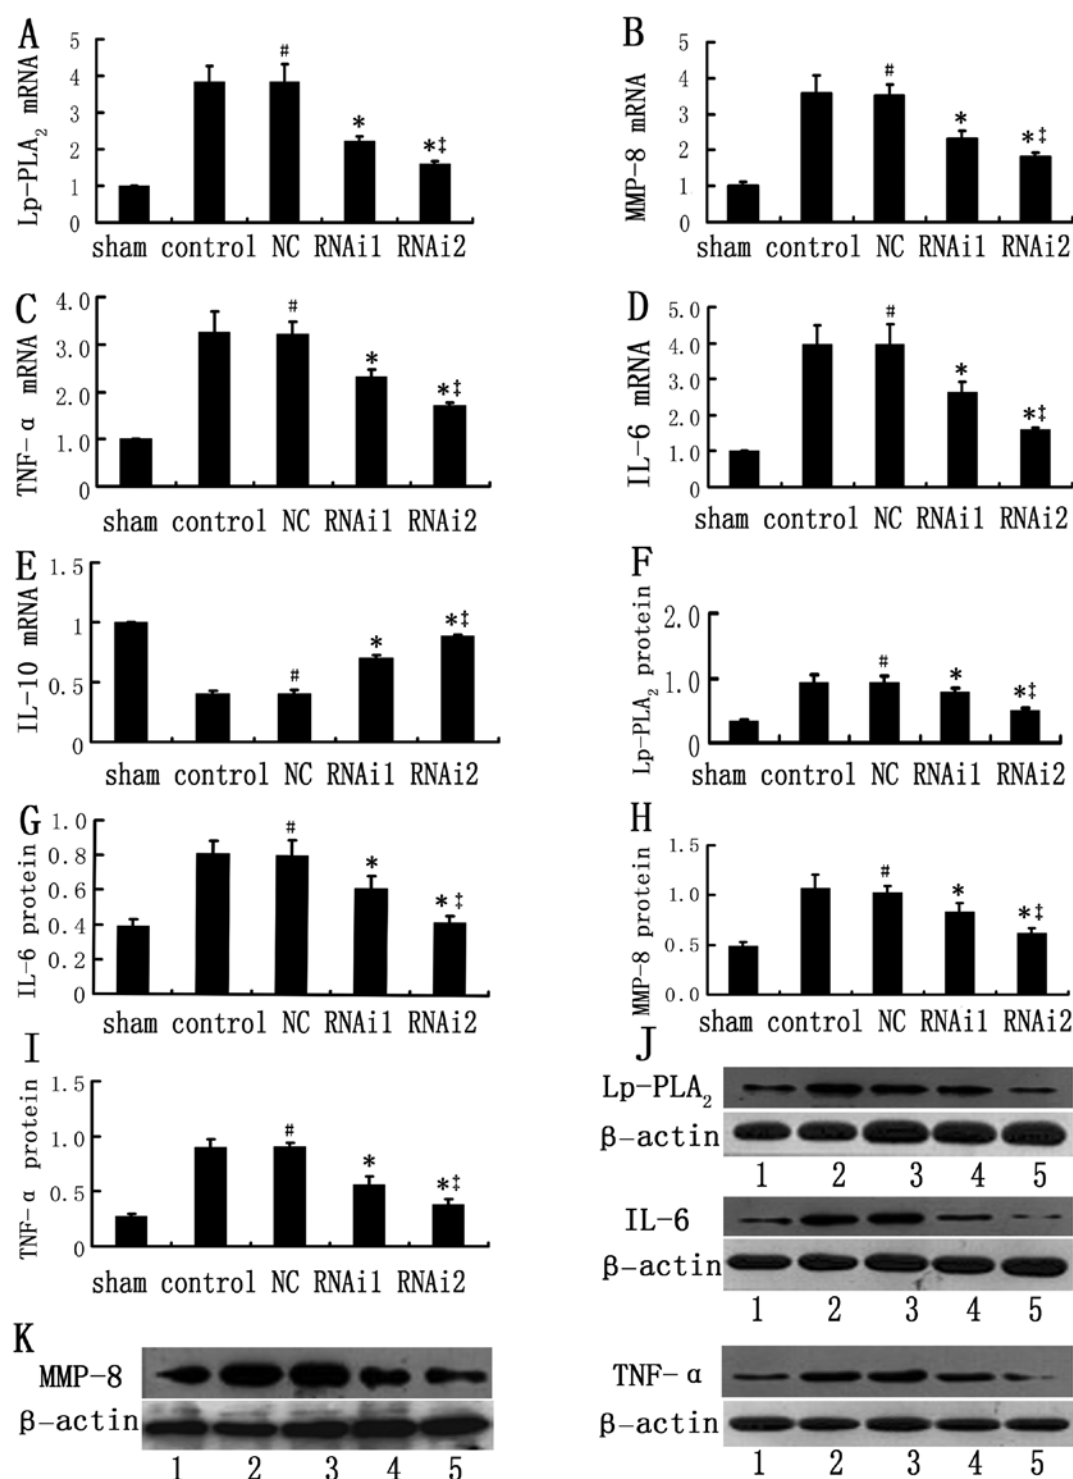 A
Lp-PLA₂ mRNA
5
4
3
2
1
0
#
*
*‡
sham control NC RNAi1 RNAi2
B
MMP-8 mRNA
5
4
3
2
1
0
#
*
*‡
sham control NC RNAi1 RNAi2
C
TNF-α mRNA
4.0
3.0
2.0
1.0
0
#
*
*‡
sham control NC RNAi1 RNAi2
D
IL-6 mRNA
5.0
4.0
3.0
2.0
1.0
0
#
*
*‡
sham control NC RNAi1 RNAi2
E
IL-10 mRNA
1.5
1
0.5
0
#
*
*‡
sham control NC RNAi1 RNAi2
F
Lp-PLA₂ protein
2.0
1.0
0
#
*
*‡
sham control NC RNAi1 RNAi2
G
IL-6 protein
1.0
0.8
0.6
0.4
0.2
0
#
*
*‡
sham control NC RNAi1 RNAi2
H
MMP-8 protein
1.5
1.0
0.5
0.0
#
*
*‡
sham control NC RNAi1 RNAi2
I
TNF-α protein
1.5
1.0
0.5
0
#
*
*‡
sham control NC RNAi1 RNAi2
J
Lp-PLA₂
β-actin
1 2 3 4 5
IL-6
β-actin
1 2 3 4 5
TNF-α
β-actin
1 2 3 4 5
K
MMP-8
β-actin
1 2 3 4 5